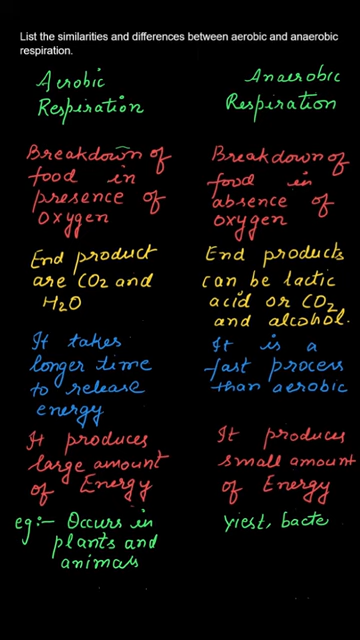 List the similarities and differences between aerobic and anaerobic
respiration.
Aerobic
Respiration
Anaerobic
Respiration
Breakdown of
food in
presence of
Oxygen
Breakdown of
food in
absence of
oxygen
End product
are CO2 and
H2O
End products
can be lactic
acid or CO2
and alcohol.
It takes
longer time
to release
energy
It is a
fast process
than aerobic
It produces
large amount
of Energy
It produces
small amount
of Energy
eg:- Occurs in
plants and
animals
yiest, bacte